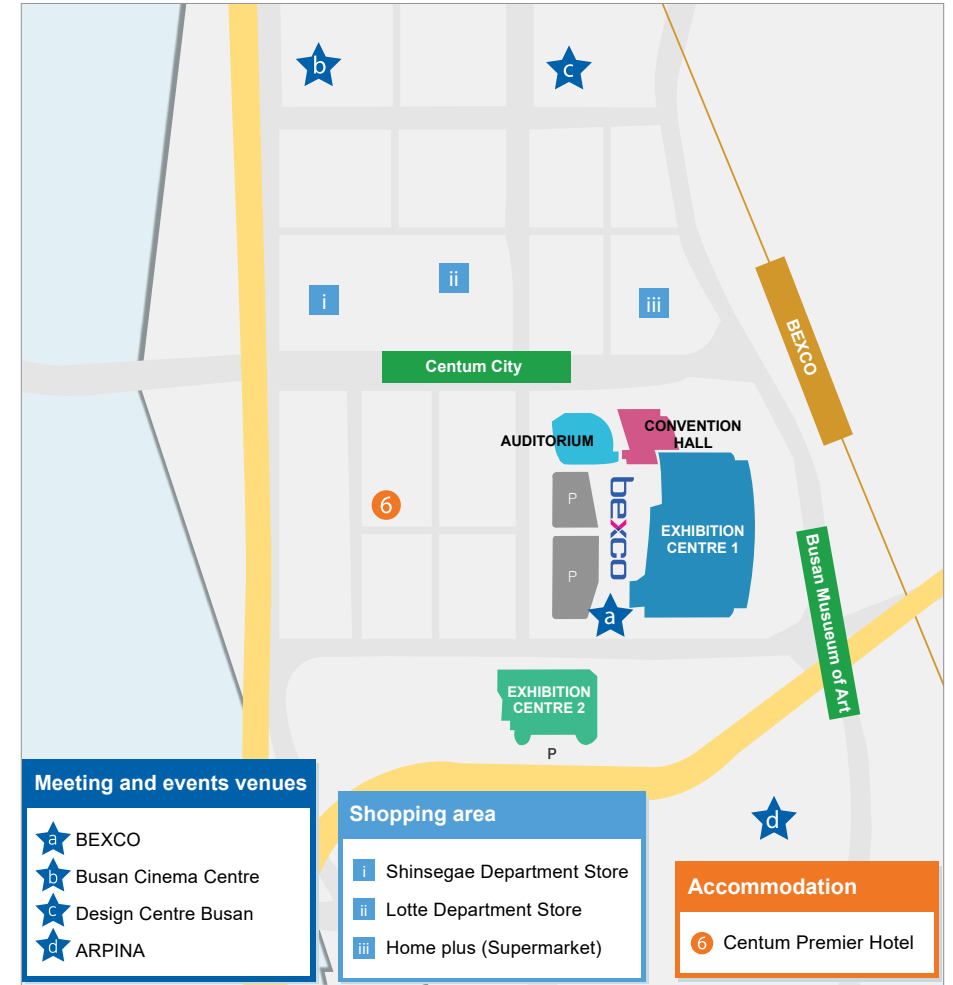 b
c
i
ii
iii
BEXCO
Centum City
AUDITORIUM
CONVENTION
HALL
6
P
bexco
EXHIBITION
CENTRE 1
P
a
Busan Musueum of Art
EXHIBITION
CENTRE 2
P
d
Meeting and events venues
a BEXCO
b Busan Cinema Centre
c Design Centre Busan
d ARPINA
Shopping area
i Shinsegae Department Store
ii Lotte Department Store
iii Home plus (Supermarket)
Accommodation
6 Centum Premier Hotel